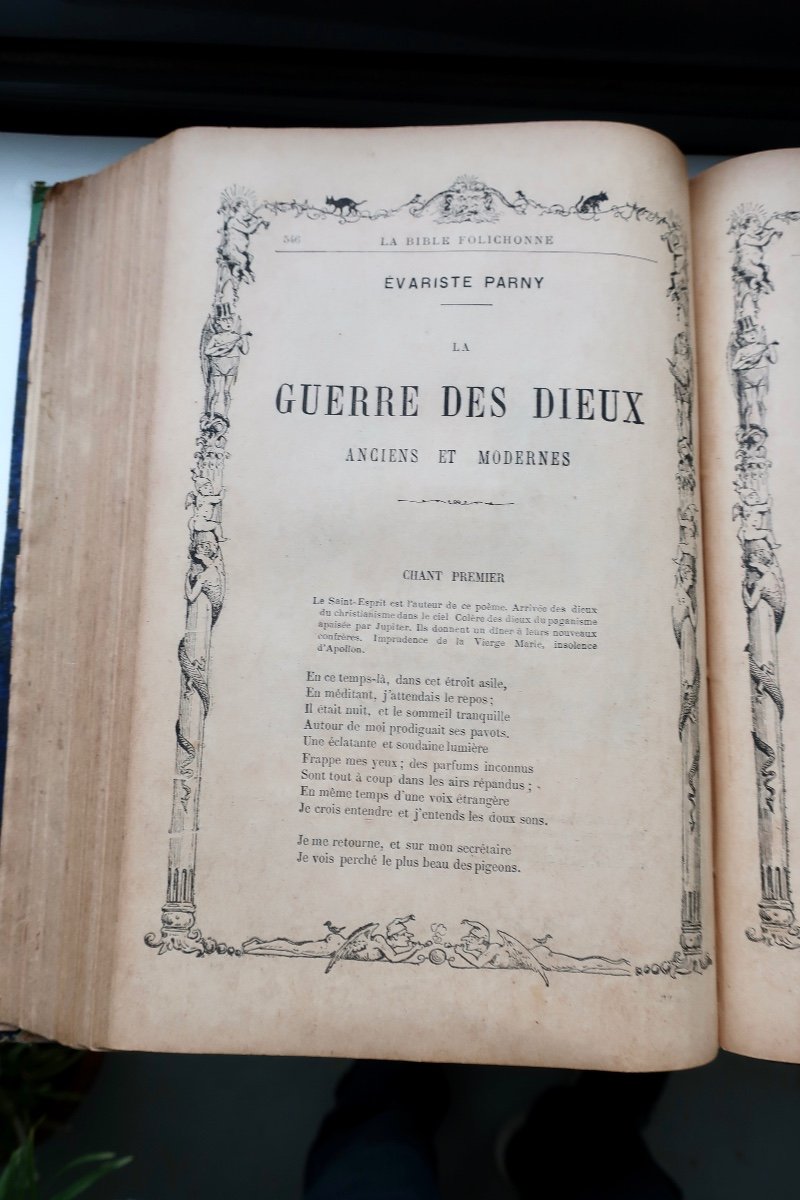 546
LA BIBLE FOLICHONNE
ÉVARISTE PARNY
LA
GUERRE DES DIEUX
ANCIENS ET MODERNES
CHANT PREMIER
Le Saint-Esprit est l'auteur de ce poème. Arrivée des dieux
du christianisme dans le ciel Colère des dieux du paganisme
apaisée par Jupiter. Ils donnent un dîner à leurs nouveaux
confrères. Imprudence de la Vierge Marie, insolence
d'Apollon.
En ce temps-là, dans cet étroit asile,
En méditant, j'attendais le repos;
Il était nuit, et le sommeil tranquille
Autour de moi prodiguait ses pavots.
Une éclatante et soudaine lumière
Frappe mes yeux; des parfums inconnus
Sont tout à coup dans les airs répandus;
En même temps d'une voix étrangère
Je crois entendre et j'entends les doux sons.
Je me retourne, et sur mon secrétaire
Je vois perché le plus beau des pigeons.